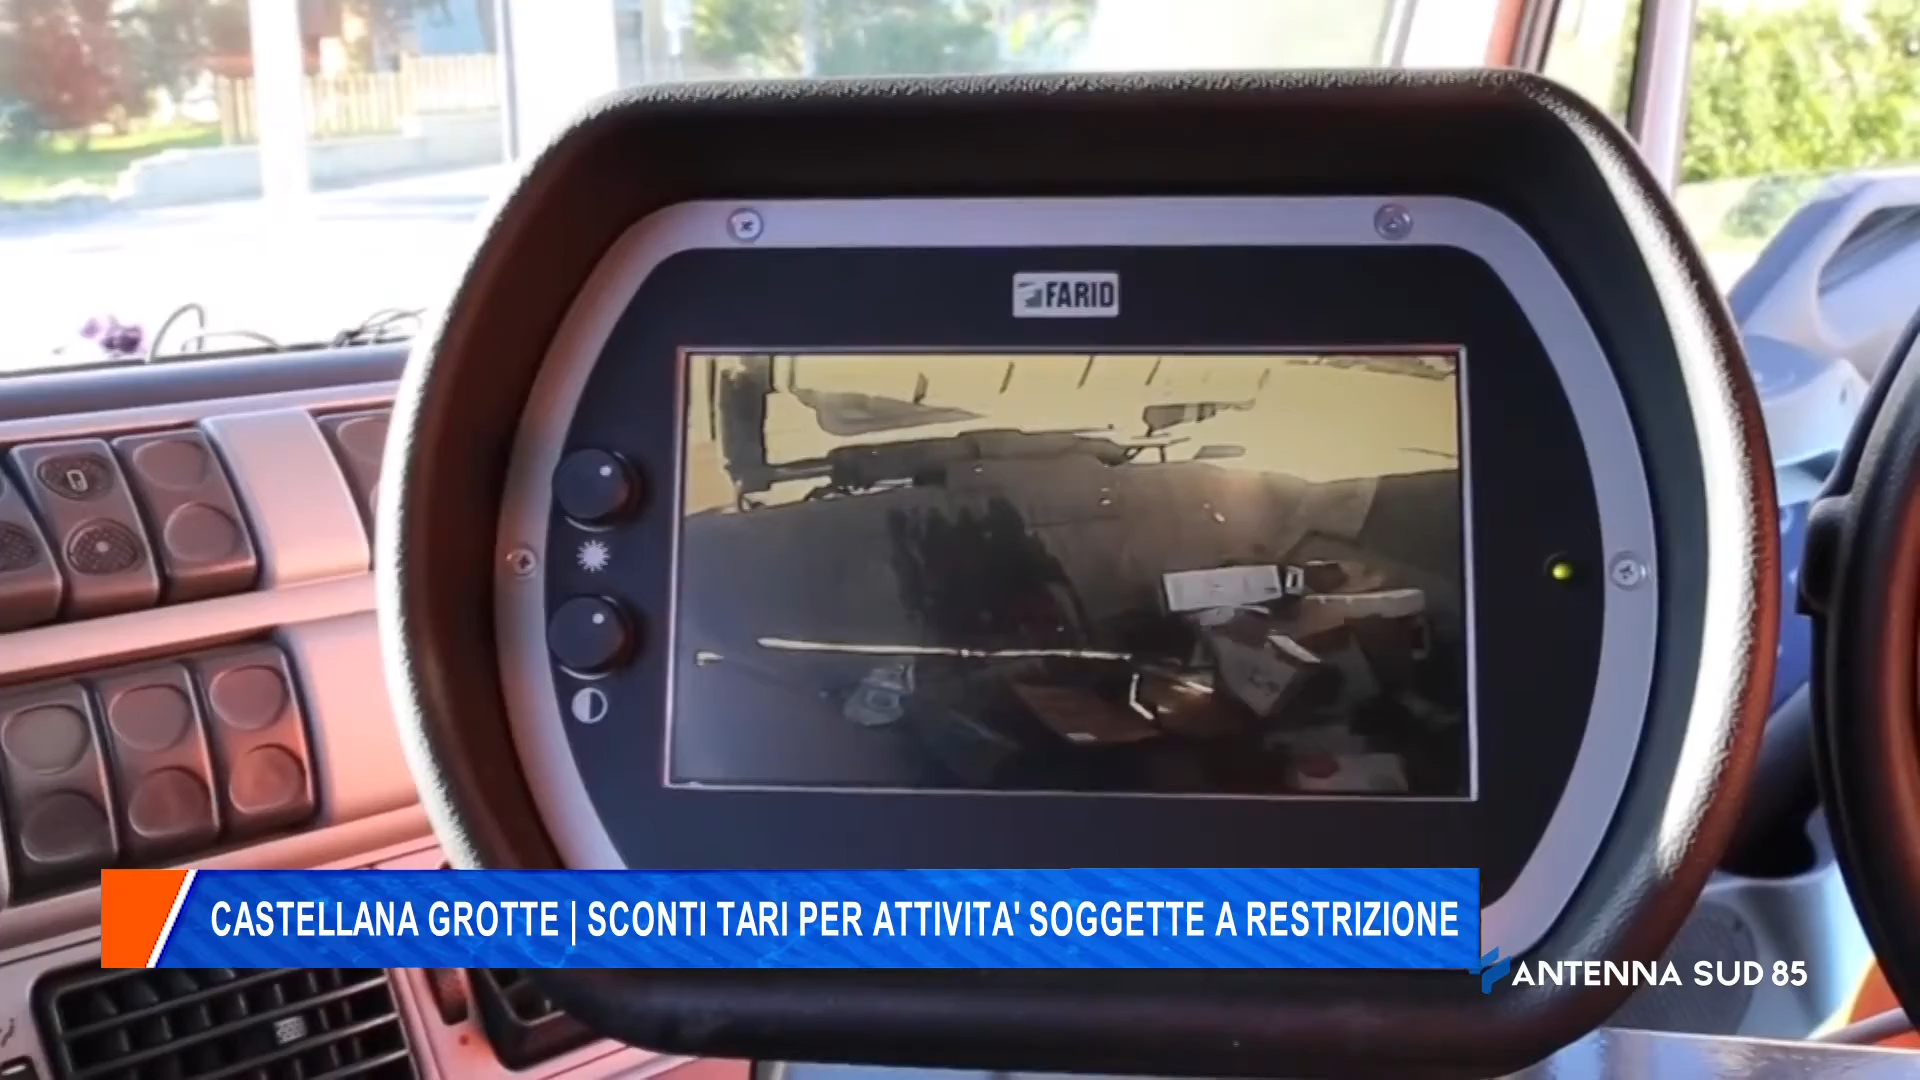 FARID
CASTELLANA GROTTE | SCONTI TARI PER ATTIVITA' SOGGETTE A RESTRIZIONE
ANTENNA SUD 85